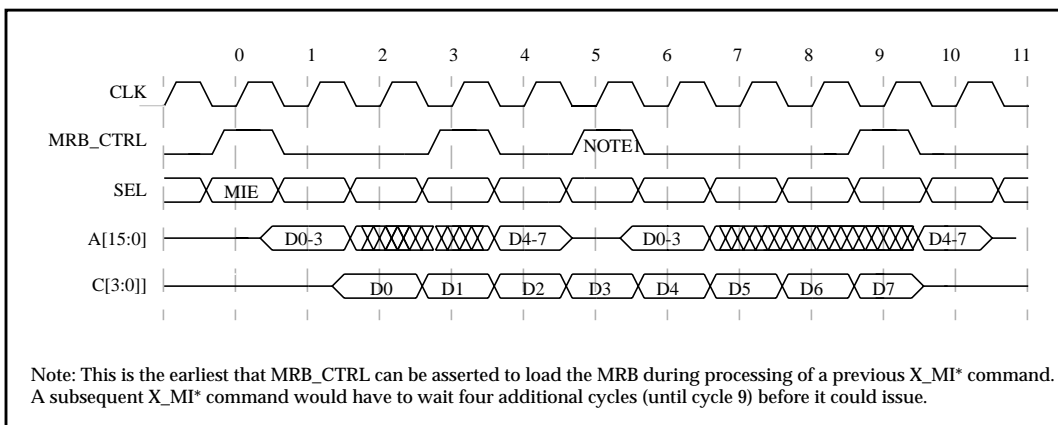 0 1 2 3 4 5 6 7 8 9 10 11
CLK
MRB_CTRL NOTE1
SEL MIE
A[15:0] D0-3 D4-7 D0-3 D4-7
C[3:0]] D0 D1 D2 D3 D4 D5 D6 D7
Note: This is the earliest that MRB_CTRL can be asserted to load the MRB during processing of a previous X_MI* command.
A subsequent X_MI* command would have to wait four additional cycles (until cycle 9) before it could issue.